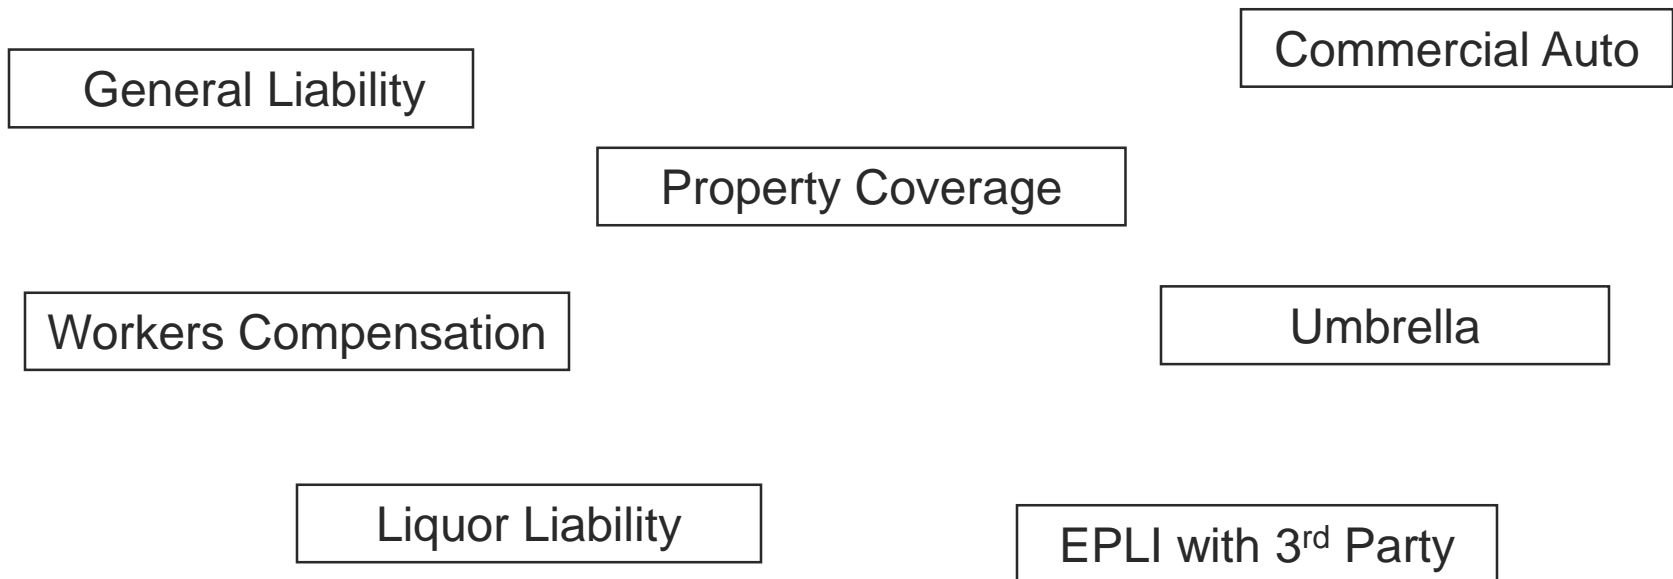 Commercial Auto
General Liability
Property Coverage
Workers Compensation
Umbrella
Liquor Liability
EPLI with 3rd Party